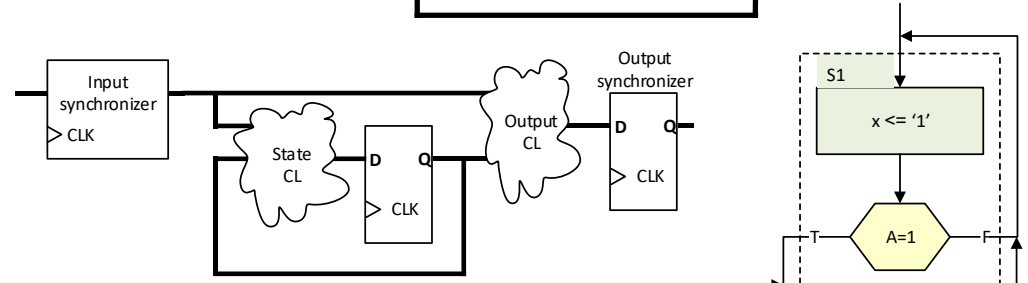 Input
synchronizer
CLK
State
CL
D
Q
CLK
Output
CL
Output
synchronizer
D
Q
CLK
S1
x <= ‘1’
T
A=1
F